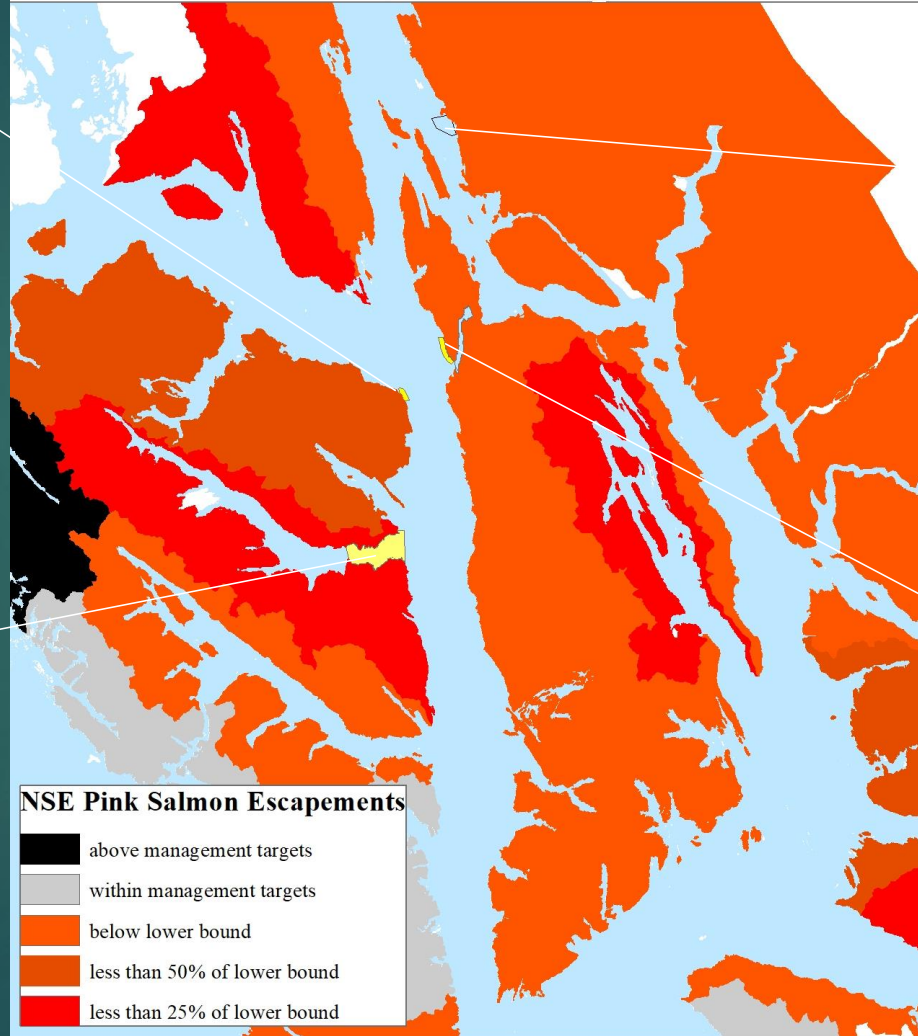 NSE Pink Salmon Escapements
above management targets
within management targets
below lower bound
less than 50% of lower bound
less than 25% of lower bound